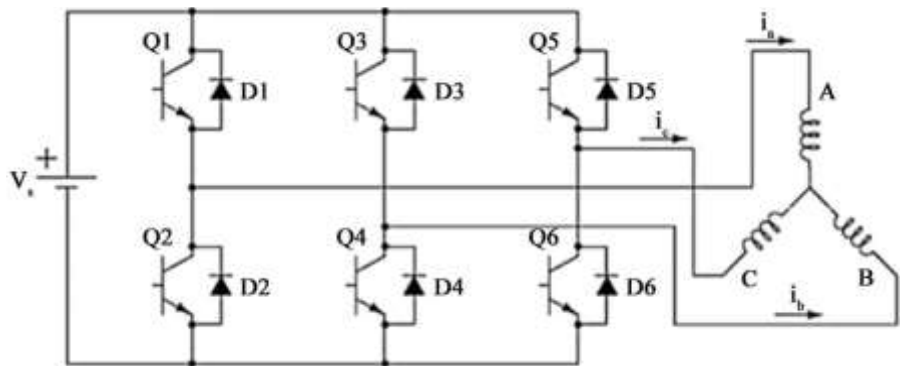 Q1
D1
Q3
D3
Q5
D5
i_a
A
i_c
+
V_s
Q2
D2
Q4
D4
Q6
D6
C
B
i_b